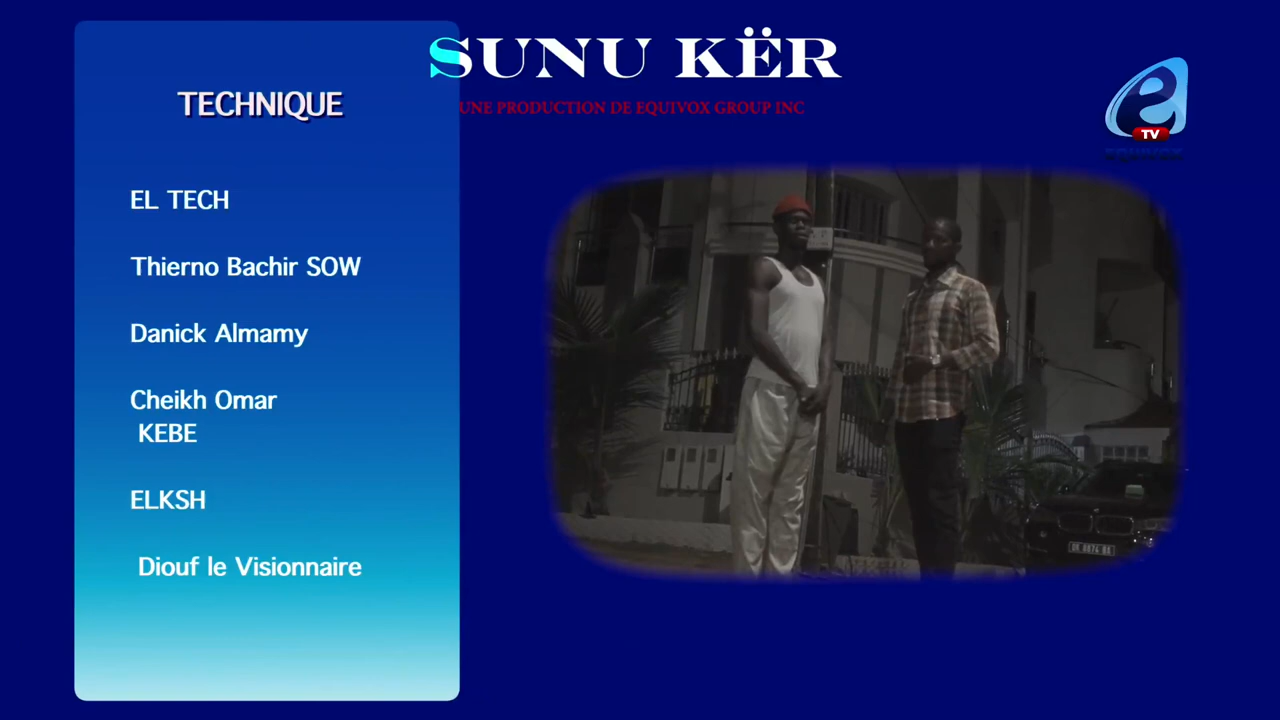 SUNU KËR
UNE PRODUCTION DE EQUIVOX GROUP INC
e
TV
EQUIVOX
TECHNIQUE
EL TECH
Thierno Bachir SOW
Danick Almamy
Cheikh Omar
KEBE
ELKSH
Diouf le Visionnaire